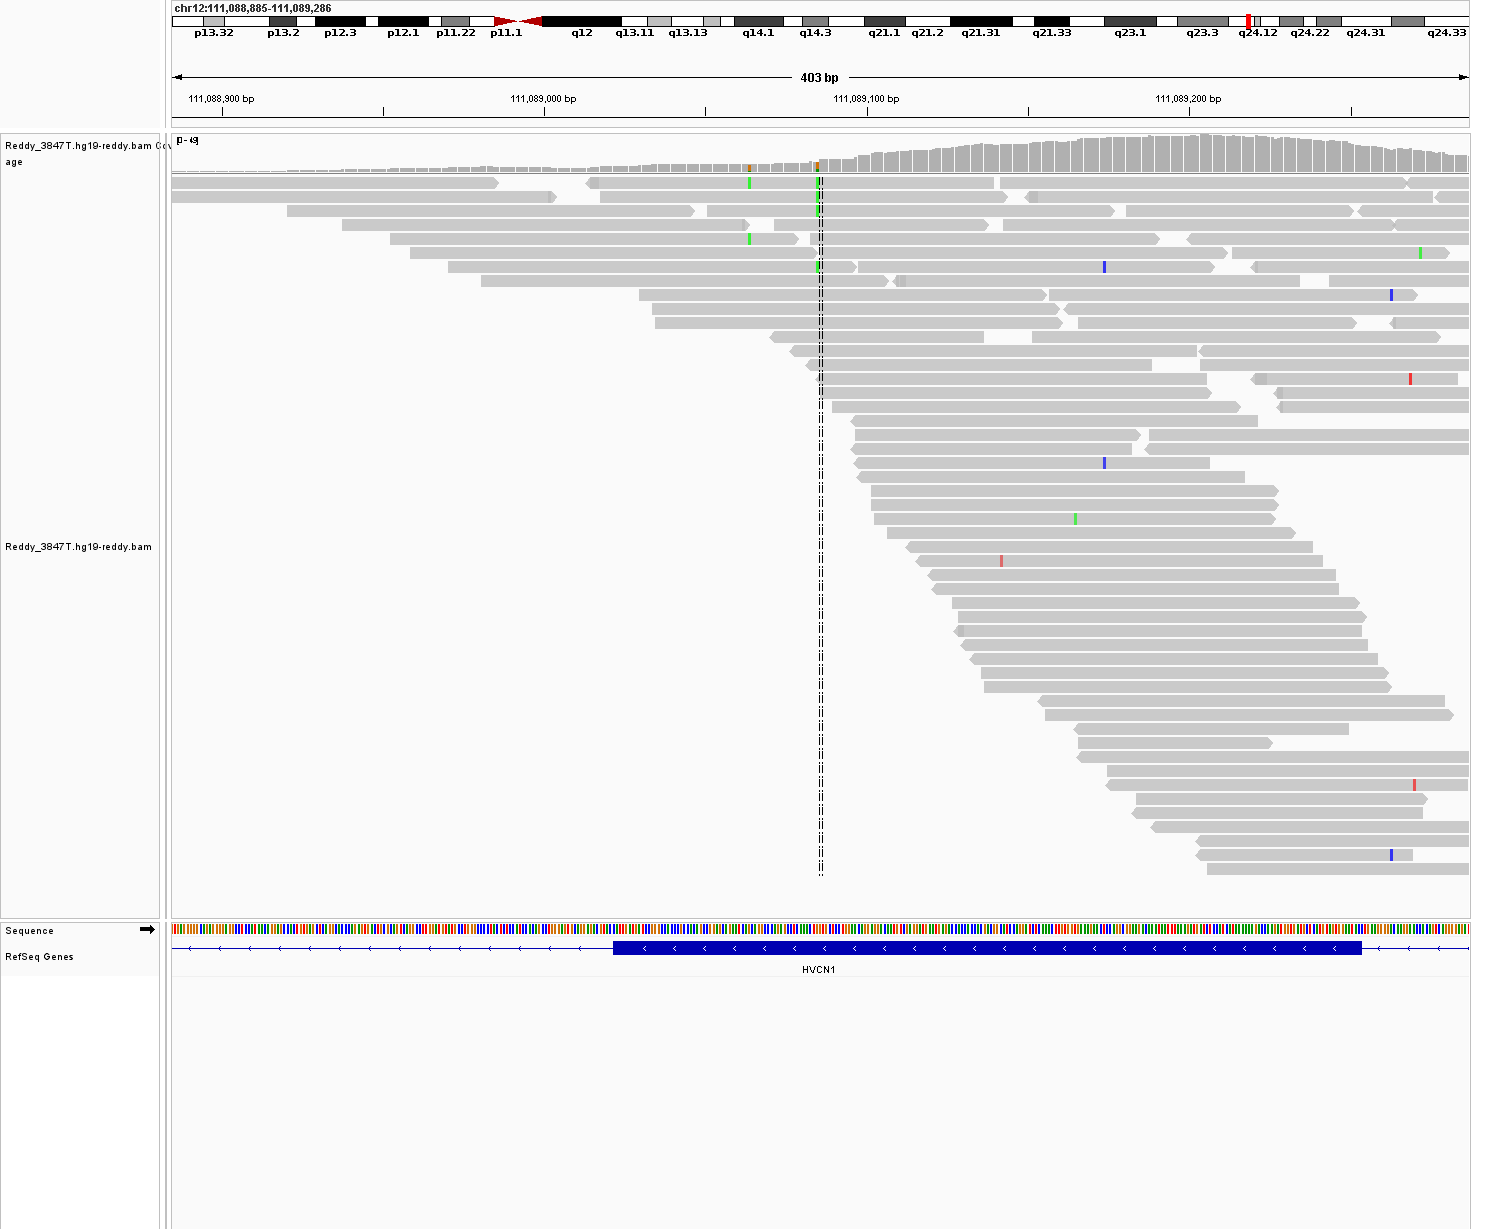 chr12:111,088,885-111,089,286
p13.32 p13.2 p12.3 p12.1 p11.22 p11.1 q12 q13.11 q13.13 q14.1 q14.3 q21.1 q21.2 q21.31 q21.33 q23.1 q23.3 q24.12 q24.22 q24.31 q24.33
403 bp
111,088,900 bp 111,089,000 bp 111,089,100 bp 111,089,200 bp
Reddy_3847T.hg19-reddy.bam Cov
age
Reddy_3847T.hg19-reddy.bam
Sequence
RefSeq Genes
HVCN1